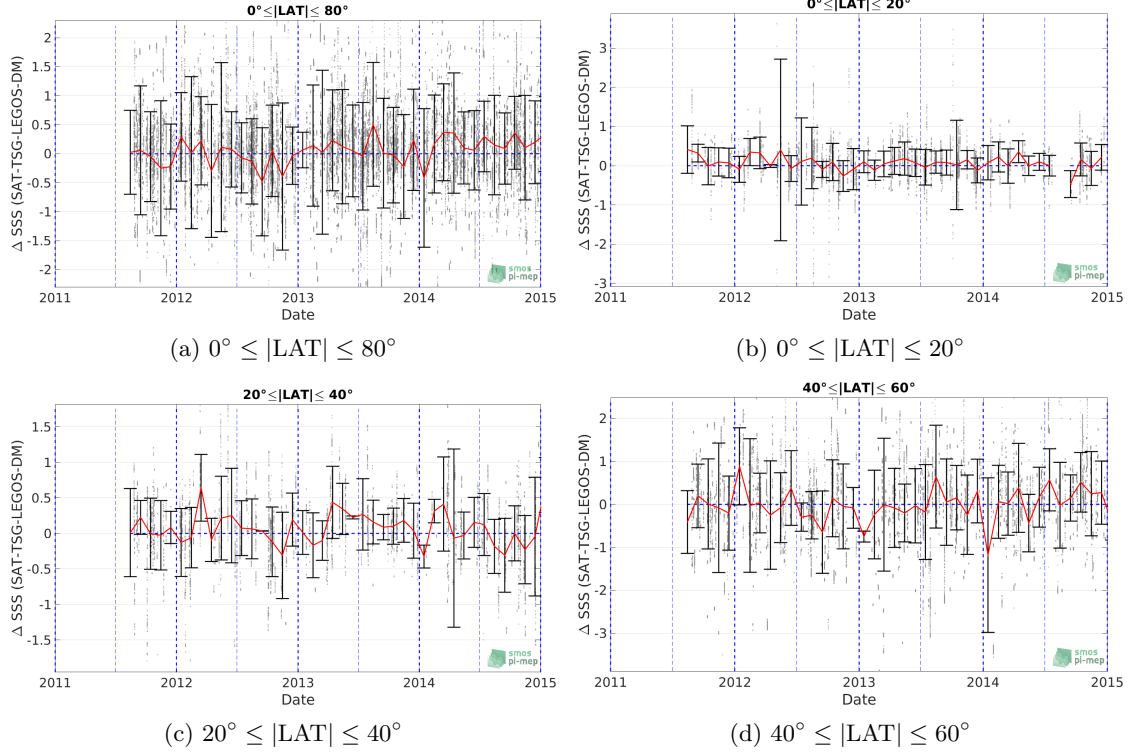 0°≤|LAT|≤ 80°
Δ SSS (SAT-TSG-LEGOS-DM)
2
1.5
1
0.5
0
-0.5
-1
-1.5
-2
2011
2012
2013
2014
2015
Date
smos
pi-mep
(a) 0° ≤ |LAT| ≤ 80°
0°≤|LAT|≤ 20°
Δ SSS (SAT-TSG-LEGOS-DM)
3
2
1
0
-1
-2
-3
2011
2012
2013
2014
2015
Date
smos
pi-mep
(b) 0° ≤ |LAT| ≤ 20°
20°≤|LAT|≤ 40°
Δ SSS (SAT-TSG-LEGOS-DM)
1.5
1
0.5
0
-0.5
-1
-1.5
2011
2012
2013
2014
2015
Date
smos
pi-mep
(c) 20° ≤ |LAT| ≤ 40°
40°≤|LAT|≤ 60°
Δ SSS (SAT-TSG-LEGOS-DM)
2
1
0
-1
-2
-3
2011
2012
2013
2014
2015
Date
smos
pi-mep
(d) 40° ≤ |LAT| ≤ 60°